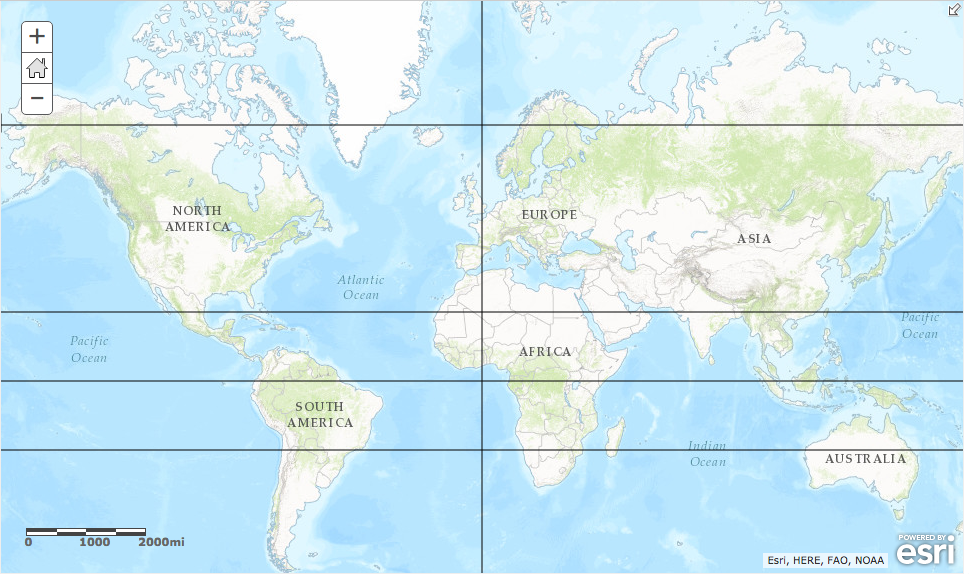 +
−
NORTH
AMERICA
EUROPE
ASIA
Atlantic
Ocean
Pacific
Ocean
Pacific
Ocean
AFRICA
SOUTH
AMERICA
Indian
Ocean
AUSTRALIA
0 1000 2000mi
POWERED BY
esri
Esri, HERE, FAO, NOAA